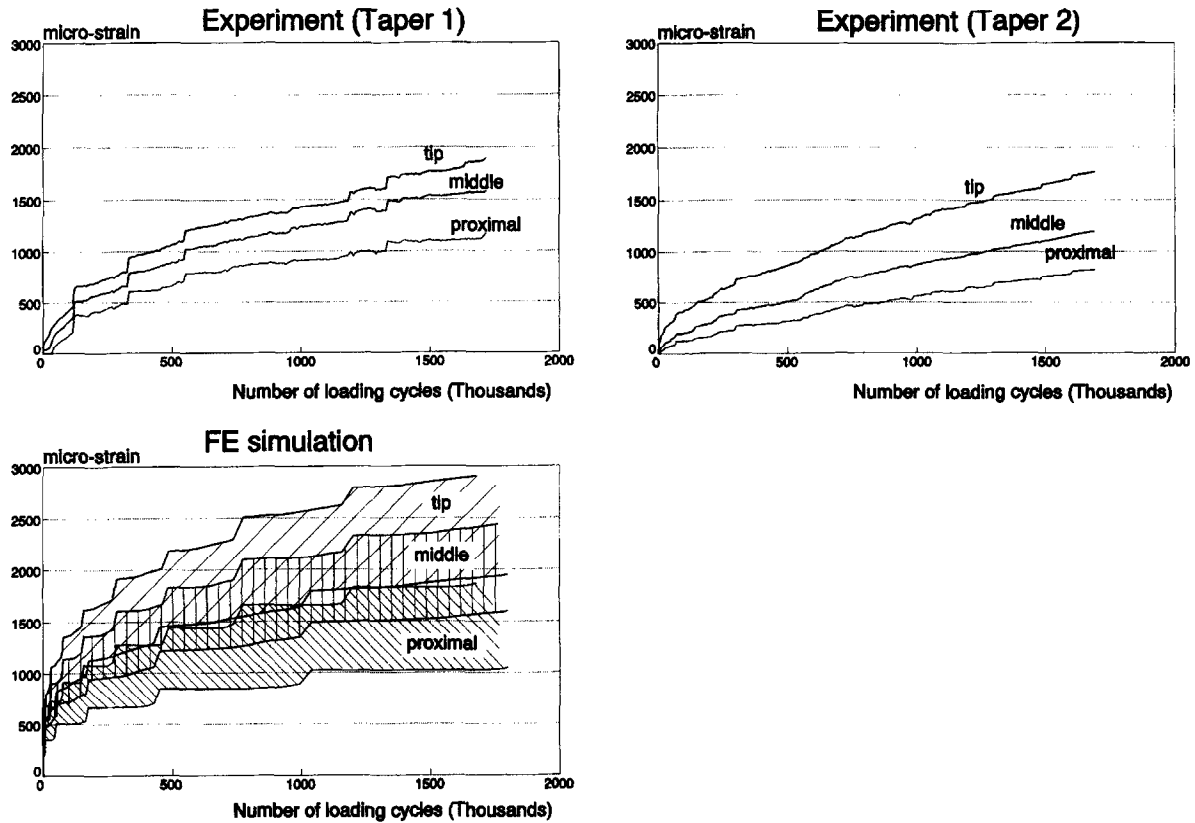 Experiment (Taper 1)
micro-strain
3000
2500
2000
1500
1000
500
0
tip
middle
proximal
0 500 1000 1500 2000
Number of loading cycles (Thousands)
Experiment (Taper 2)
micro-strain
3000
2500
2000
1500
1000
500
0
tip
middle
proximal
0 500 1000 1500 2000
Number of loading cycles (Thousands)
FE simulation
micro-strain
3000
2500
2000
1500
1000
500
0
tip
middle
proximal
0 500 1000 1500 2000
Number of loading cycles (Thousands)